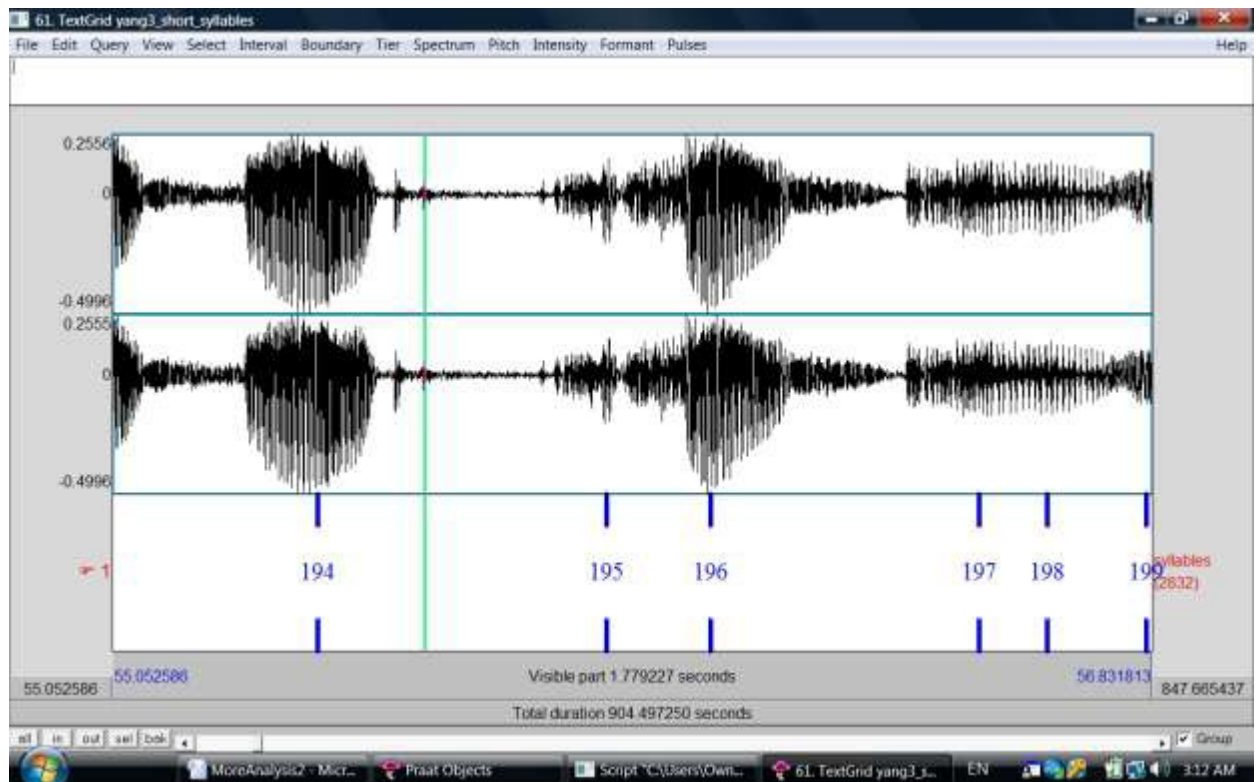 61. TextGrid yang3_short_syllables
File Edit Query View Select Interval Boundary Tier Spectrum Pitch Intensity Formant Pulses Help
0.2556
0
-0.4996
0.2555
0
-0.4996
1 194 195 196 197 198 199 syllables (2632)
55.052586 55.052586 Visible part 1.779227 seconds 56.831813 847.665437
Total duration 904.497250 seconds
all in out sel bak Group
MoreAnalysis2 - Micr... Praat Objects Script "C:\Users\Own... 61. TextGrid yang3_s... EN 3:12 AM